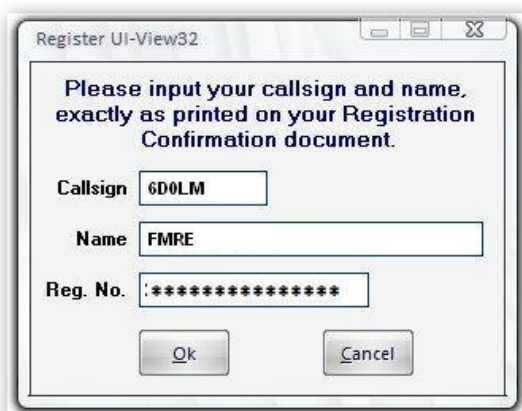 Register UI-View32
Please input your callsign and name,
exactly as printed on your Registration
Confirmation document.
Callsign 6D0LM
Name FMRE
Reg. No. :***************
Ok Cancel